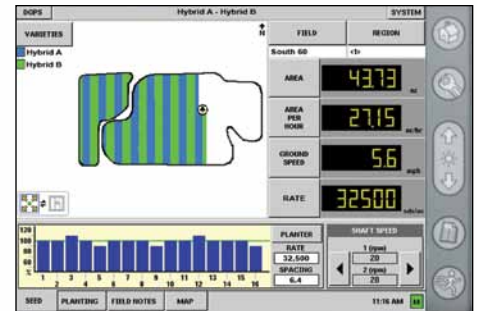 DGPS Hybrid A - Hybrid B SYSTEM
VARIETIES
Hybrid A
Hybrid B
N
FIELD REGION
South 60 <1>
AREA 43.73 ac
AREA PER HOUR 27.15 ac/hr
GROUND SPEED 5.6 mph
RATE 32500 sds/ac
120
100
80
60
%
1 2 3 4 5 6 7 8 9 10 11 12 13 14 15 16
PLANTER
RATE
32,500
SPACING
6.4
SHAFT SPEED
1 (rpm)
20
2 (rpm)
20
SEED PLANTING FIELD NOTES MAP 11:16 AM